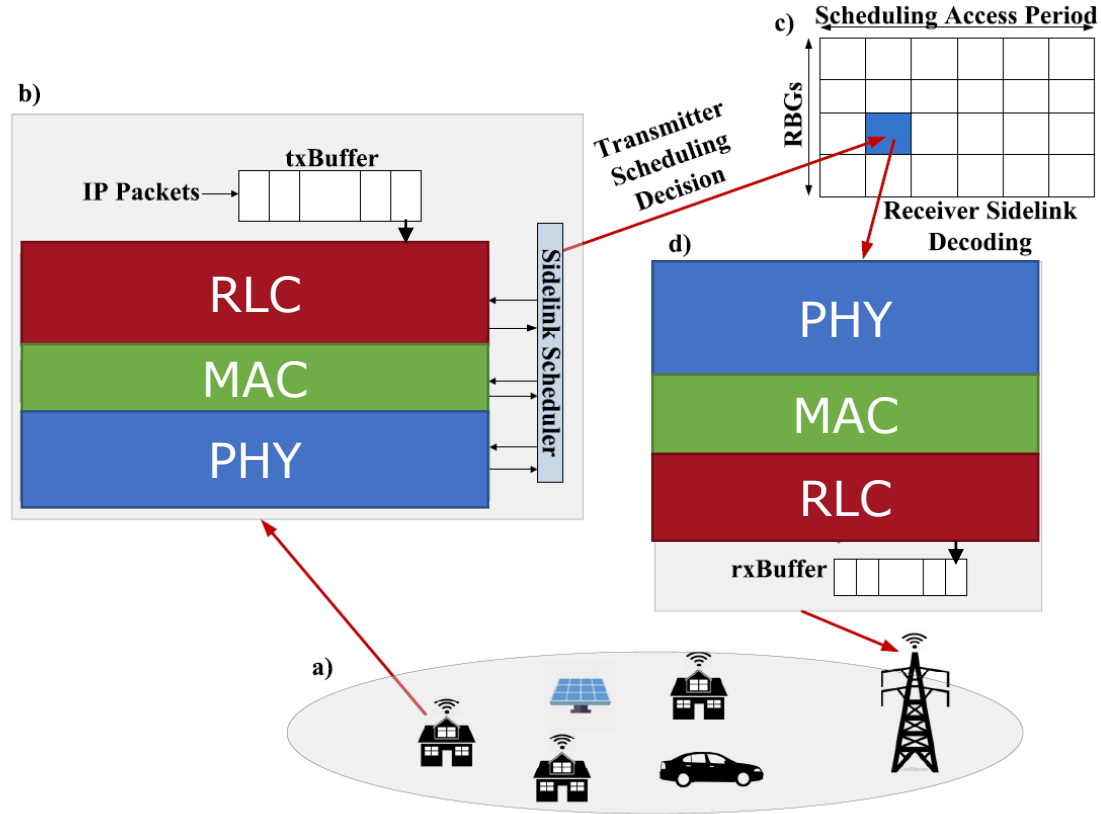 c)
Scheduling Access Period
RBGs
b)
txBuffer
IP Packets
Transmitter
Scheduling
Decision
Receiver Sidelink
Decoding
d)
RLC
MAC
PHY
Sidelink Scheduler
PHY
MAC
RLC
rxBuffer
a)